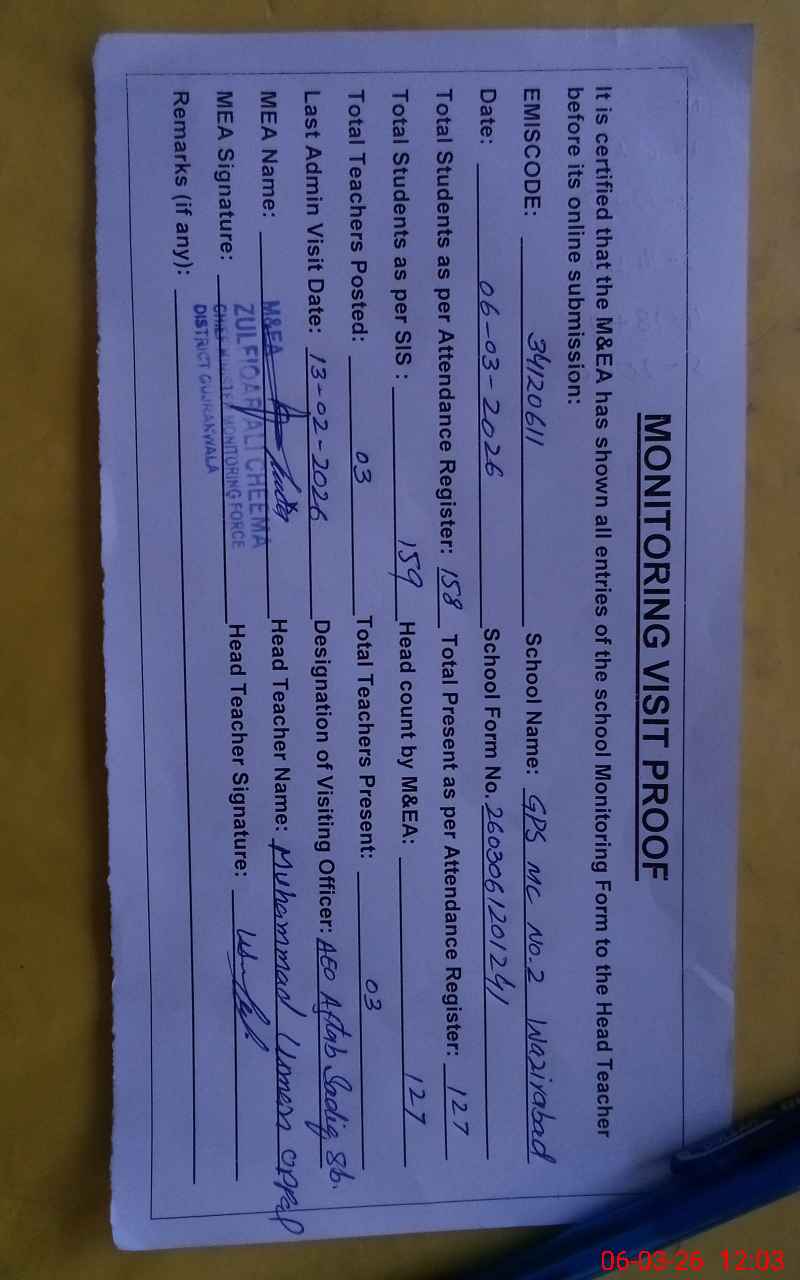 MONITORING VISIT PROOF
It is certified that the M&EA has shown all entries of the school Monitoring Form to the Head Teacher
before its online submission:
EMISCODE: 34120611 School Name: GPS MC No.2 Wazirabad
Date: 06-03-2026 School Form No. 2603061201241
Total Students as per Attendance Register: 158 Total Present as per Attendance Register: 127
Total Students as per SIS : 159 Head count by M&EA: 127
Total Teachers Posted: 03 Total Teachers Present: 03
Last Admin Visit Date: 13-02-2026 Designation of Visiting Officer: AEO Aftab Sadiq Sb.
MEA Name: Head Teacher Name: Muhammad Umer
MEA Signature: Head Teacher Signature:
M&EA
ZULFIQAR ALI CHEEMA
CHIEF MINISTER MONITORING FORCE
DISTRICT GUJRANWALA
Remarks (if any):
06-03-26 12:03